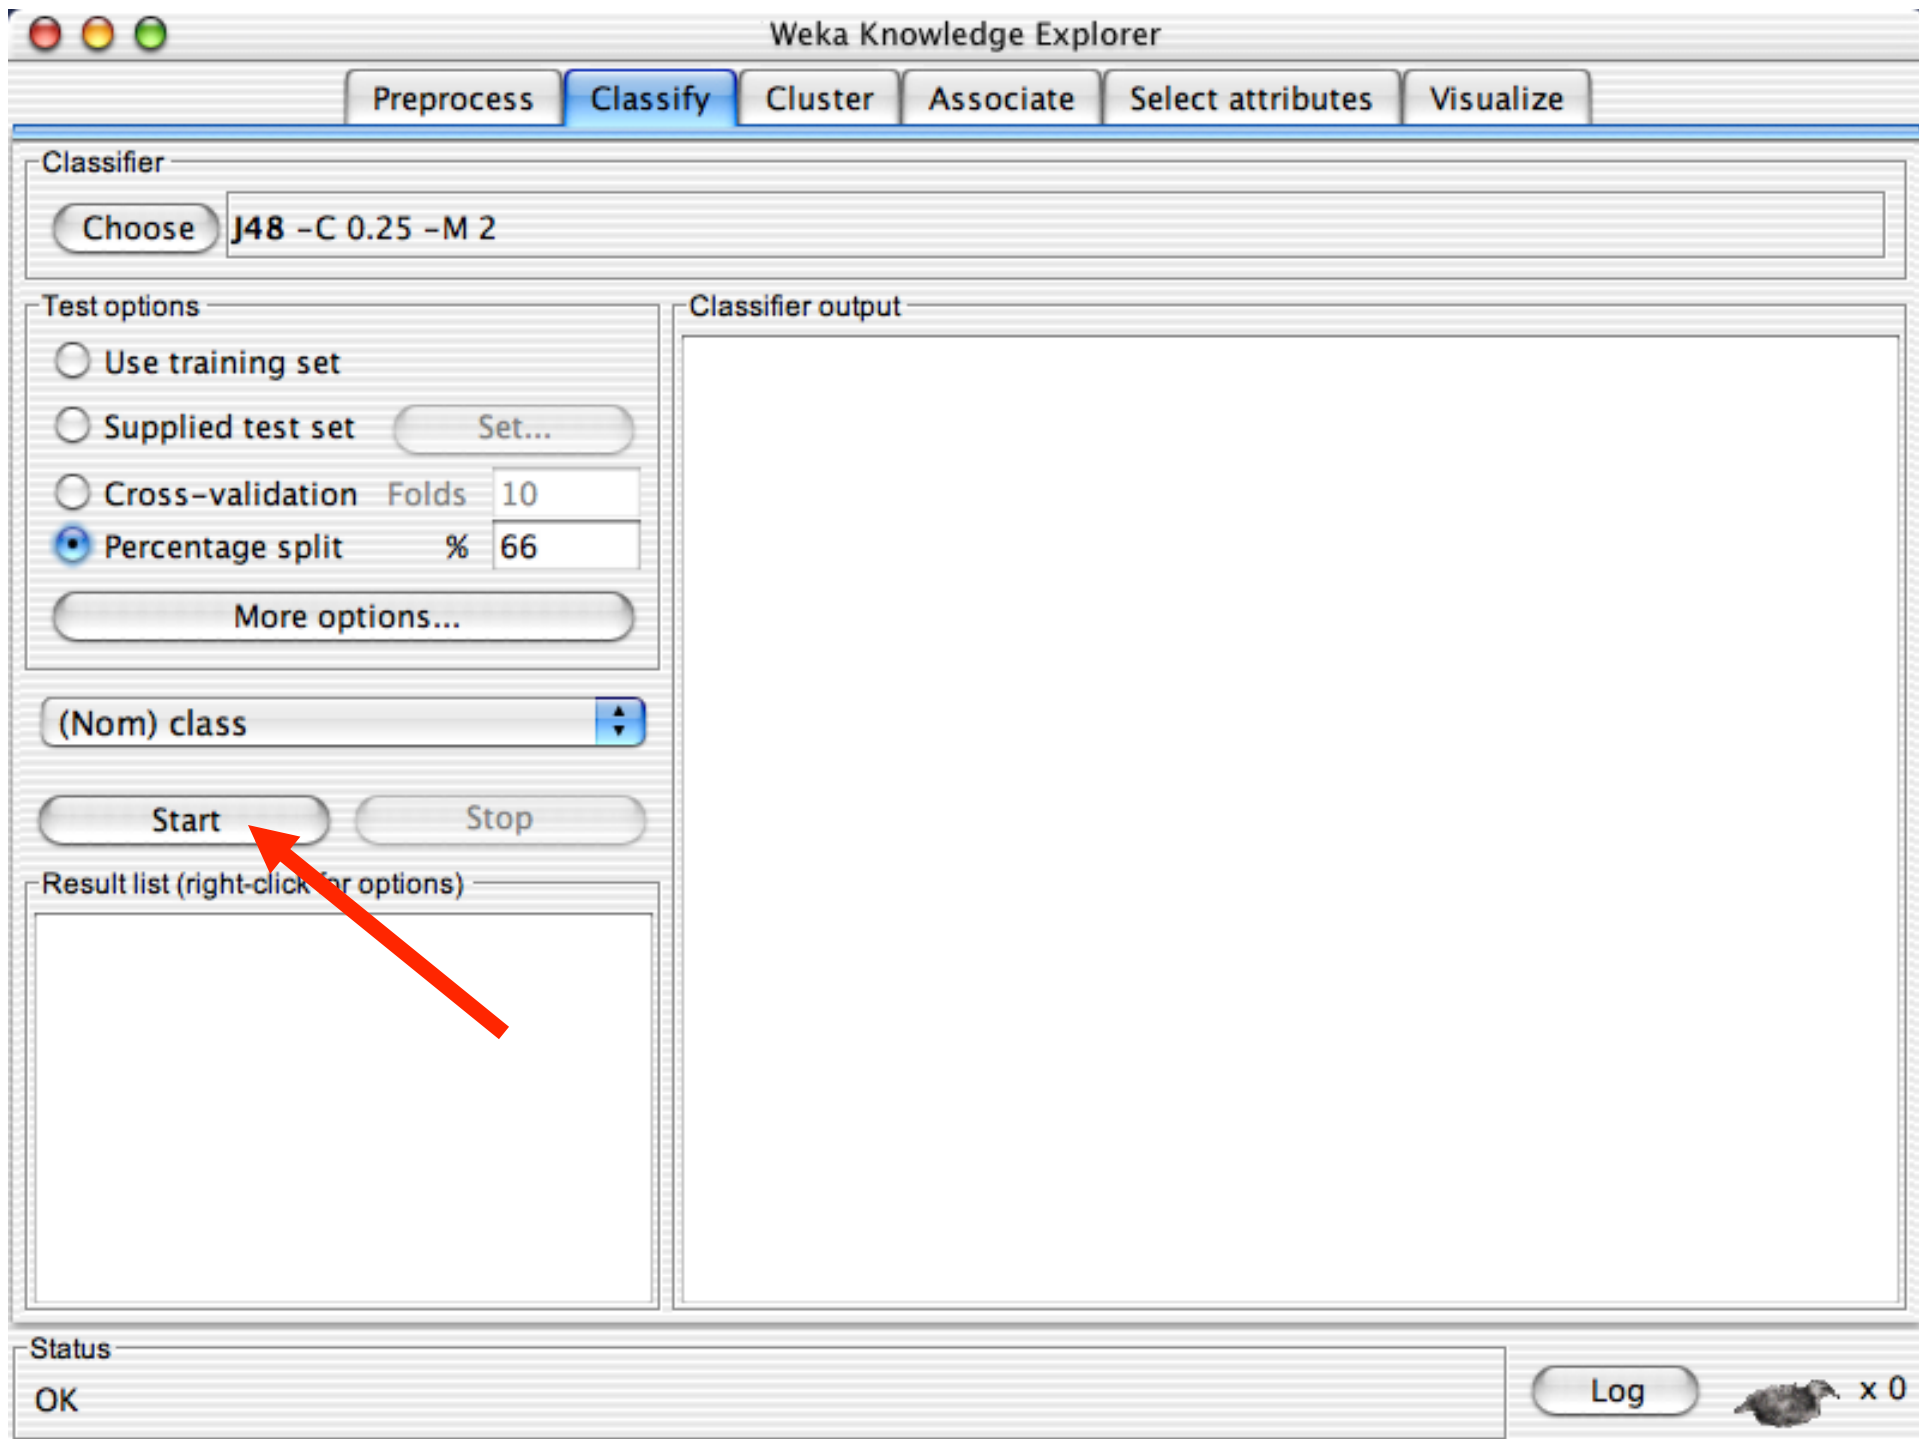 Weka Knowledge Explorer
Preprocess Classify Cluster Associate Select attributes Visualize
Classifier
Choose J48 -C 0.25 -M 2
Test options
Use training set
Supplied test set Set...
Cross-validation Folds 10
Percentage split % 66
More options...
(Nom) class
Start Stop
Result list (right-click for options)
Classifier output
Status
OK
Log x 0